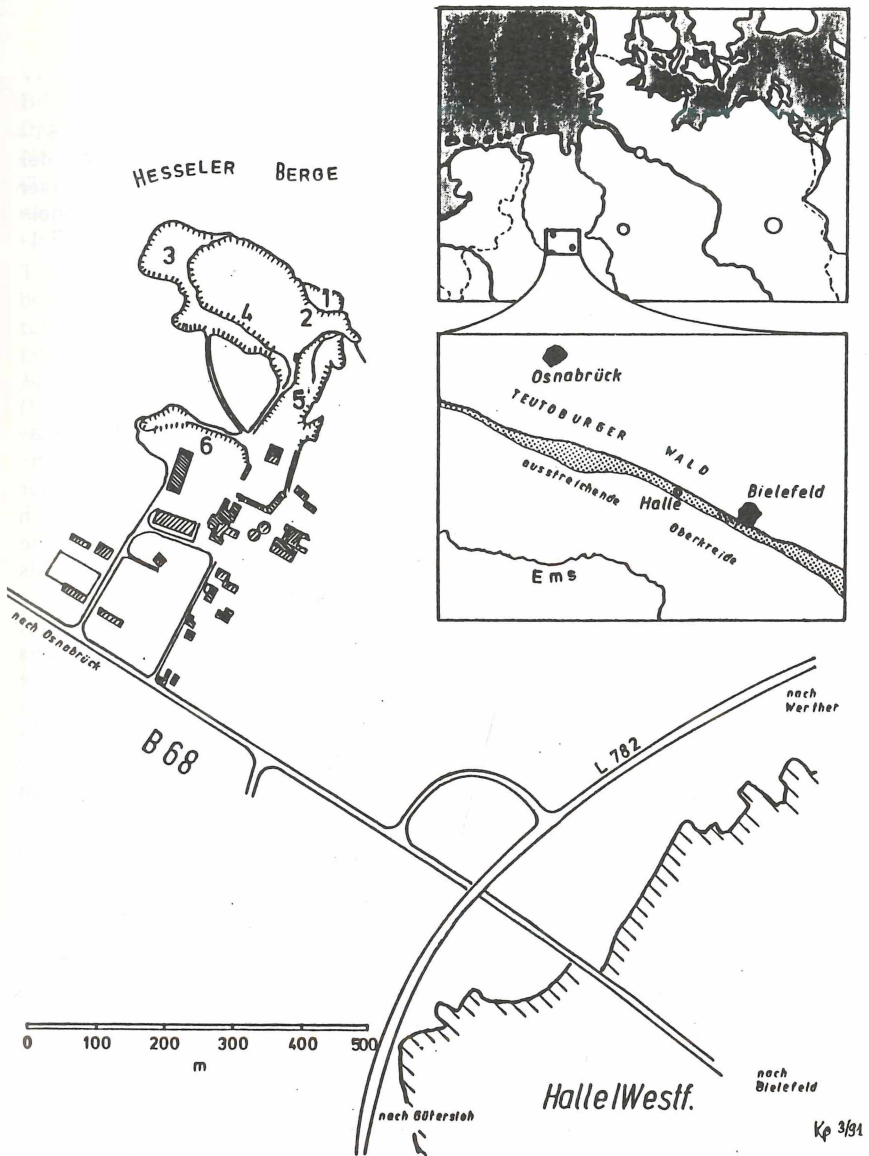 HESSELER BERGE
3
1
4
2
5
6
Osnabrück
TEUTOBURGER WALD
ausstreichende
Halle
Bielefeld
Oberkreide
Ems
nach Osnabrück
B 68
L 782
nach
Werther
0 100 200 300 400 500
m
nach Gütersloh
Halle/Westf.
nach
Bielefeld
Kp 3/91